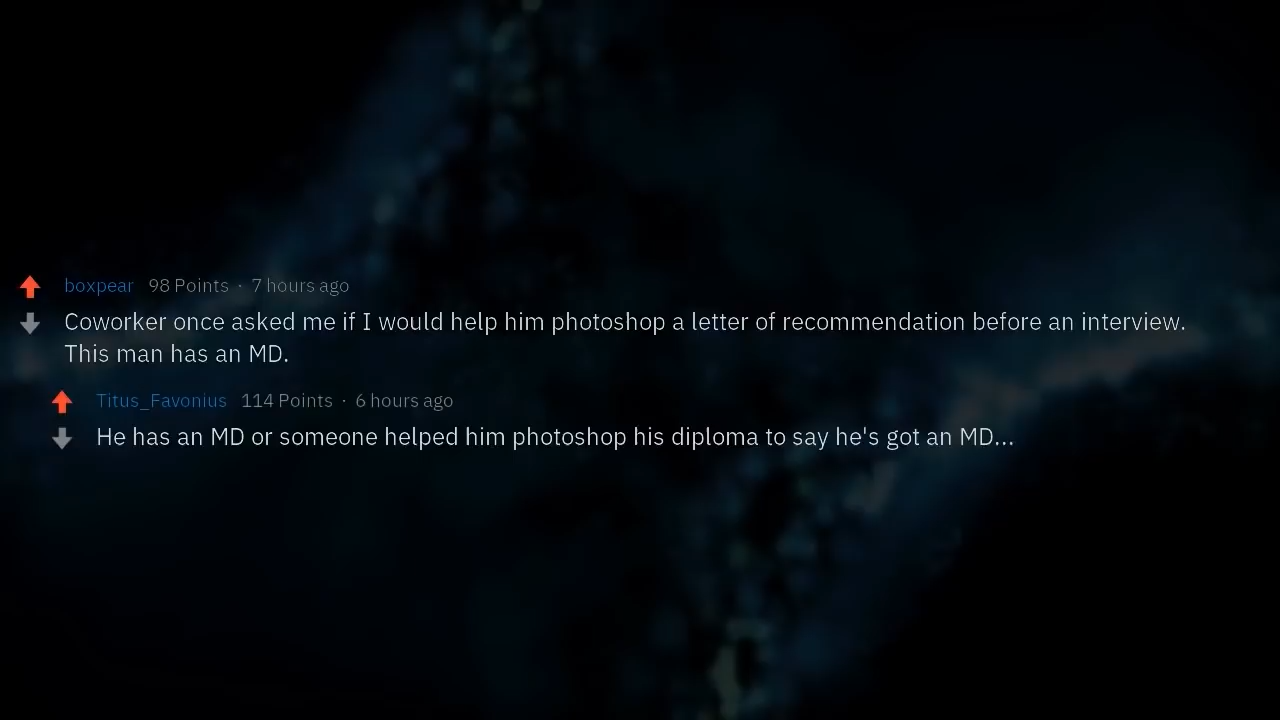 boxpear 98 Points · 7 hours ago
Coworker once asked me if I would help him photoshop a letter of recommendation before an interview.
This man has an MD.
Titus_Favonius 114 Points · 6 hours ago
He has an MD or someone helped him photoshop his diploma to say he's got an MD...